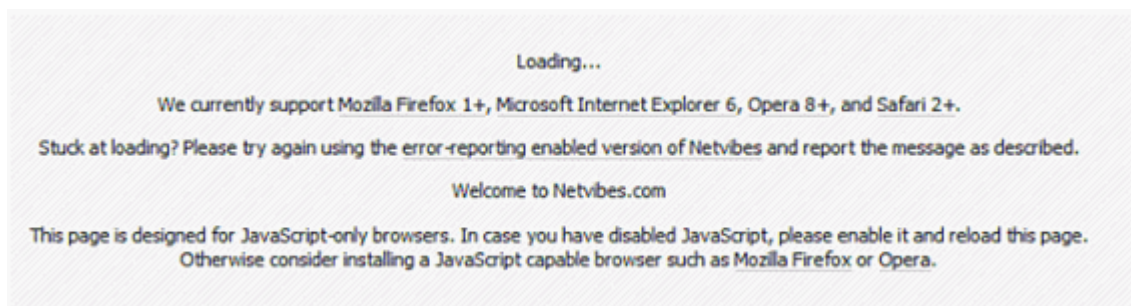 Loading...
We currently support Mozilla Firefox 1+, Microsoft Internet Explorer 6, Opera 8+, and Safari 2+.
Stuck at loading? Please try again using the error-reporting enabled version of Netvibes and report the message as described.
Welcome to Netvibes.com
This page is designed for JavaScript-only browsers. In case you have disabled JavaScript, please enable it and reload this page.
Otherwise consider installing a JavaScript capable browser such as Mozilla Firefox or Opera.